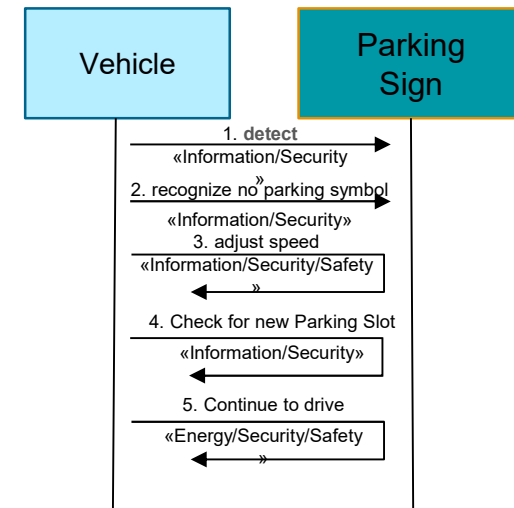 Vehicle
Parking
Sign
1. detect
«Information/Security
»
2. recognize no parking symbol
«Information/Security»
3. adjust speed
«Information/Security/Safety
»
4. Check for new Parking Slot
«Information/Security»
5. Continue to drive
«Energy/Security/Safety
»